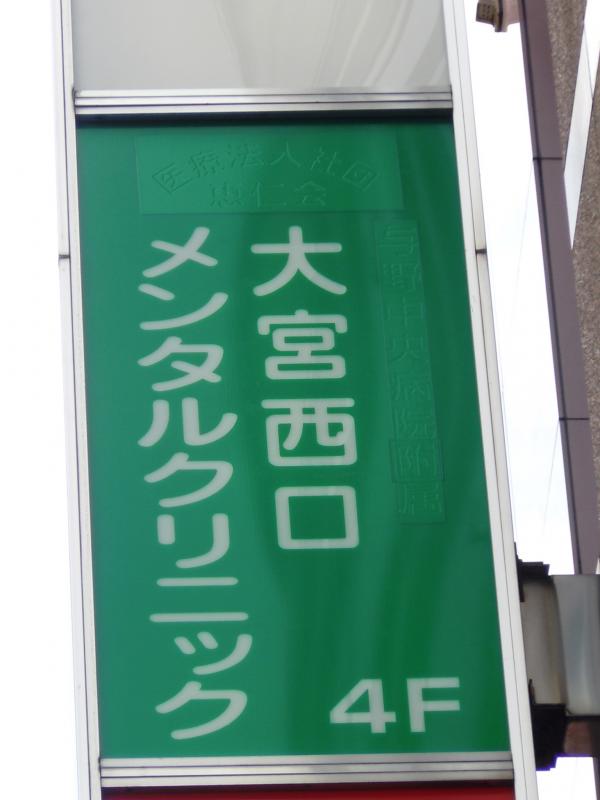 医療法人社団
恵仁会
与野中央病院附属
大宮西口
メンタルクリニック
4F